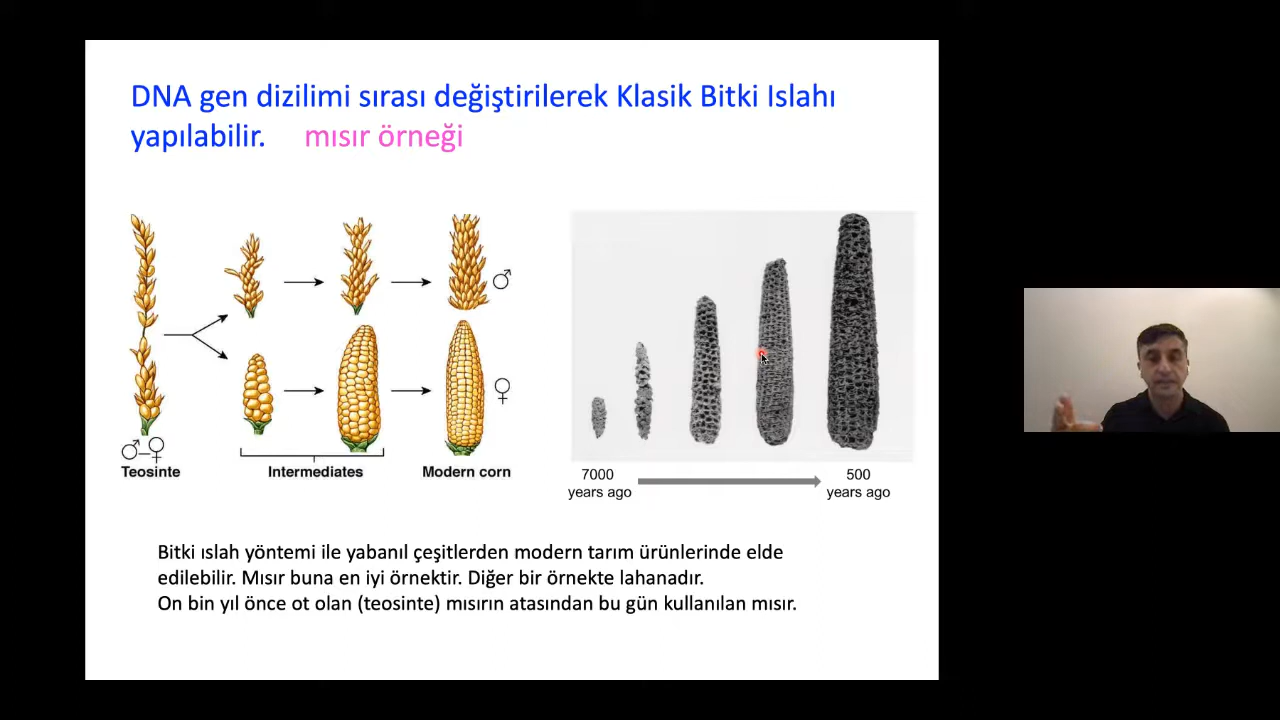 DNA gen dizilimi sırası değiştirilerek Klasik Bitki Islahı
yapılabilir. mısır örneği
♂
♀
♂–♀
Teosinte
Intermediates
Modern corn
7000
years ago
500
years ago
Bitki ıslah yöntemi ile yabanıl çeşitlerden modern tarım ürünlerinde elde
edilebilir. Mısır buna en iyi örnektir. Diğer bir örnekte lahanadır.
On bin yıl önce ot olan (teosinte) mısırın atasından bu gün kullanılan mısır.